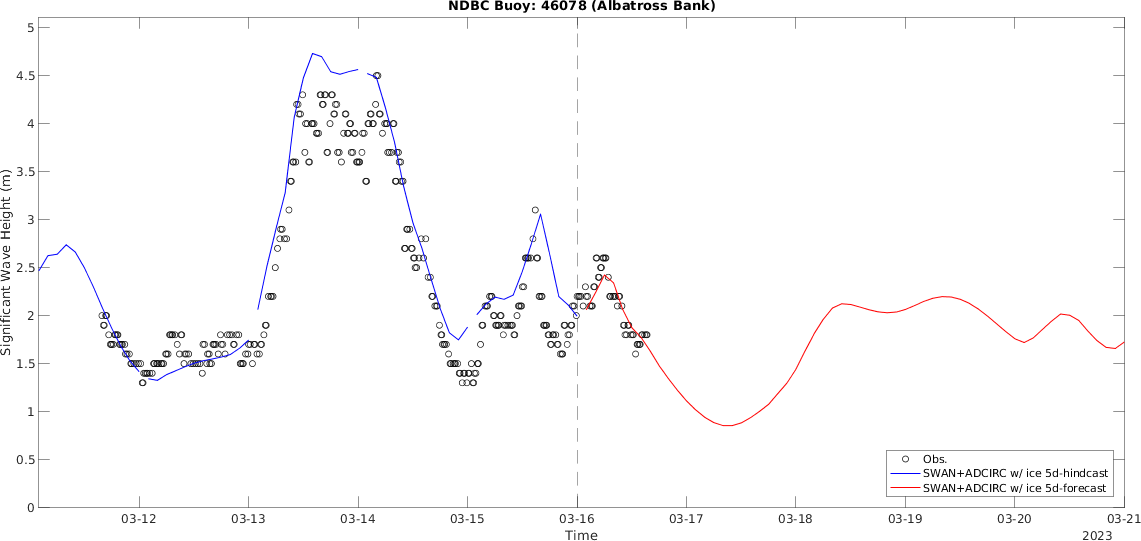 NDBC Buoy: 46078 (Albatross Bank)
5
4.5
4
3.5
3
2.5
2
1.5
1
0.5
0
Significant Wave Height (m)
Obs.
SWAN+ADCIRC w/ ice 5d-hindcast
SWAN+ADCIRC w/ ice 5d-forecast
03-12 03-13 03-14 03-15 03-16 03-17 03-18 03-19 03-20 03-21
Time
2023